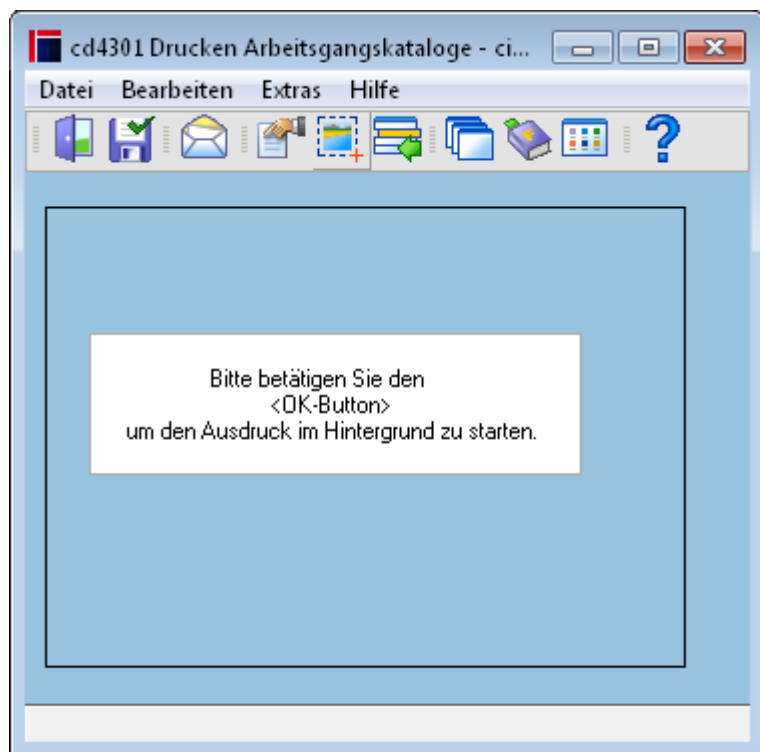 cd4301 Drucken Arbeitsgangskataloge - ci...
Datei Bearbeiten Extras Hilfe
Bitte betätigen Sie den
<OK-Button>
um den Ausdruck im Hintergrund zu starten.